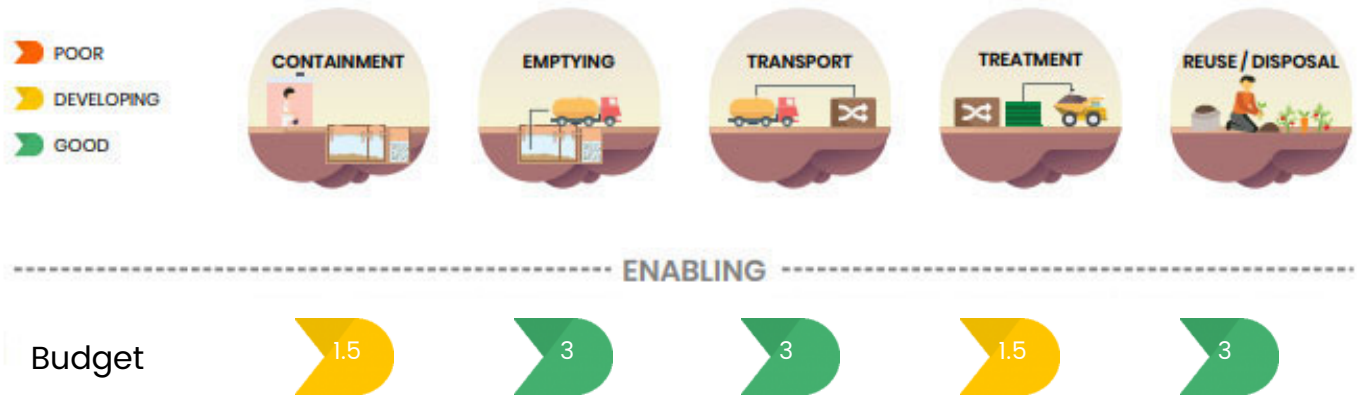 POOR
DEVELOPING
GOOD
CONTAINMENT
EMPTYING
TRANSPORT
TREATMENT
REUSE / DISPOSAL
ENABLING
Budget
1.5
3
3
1.5
3